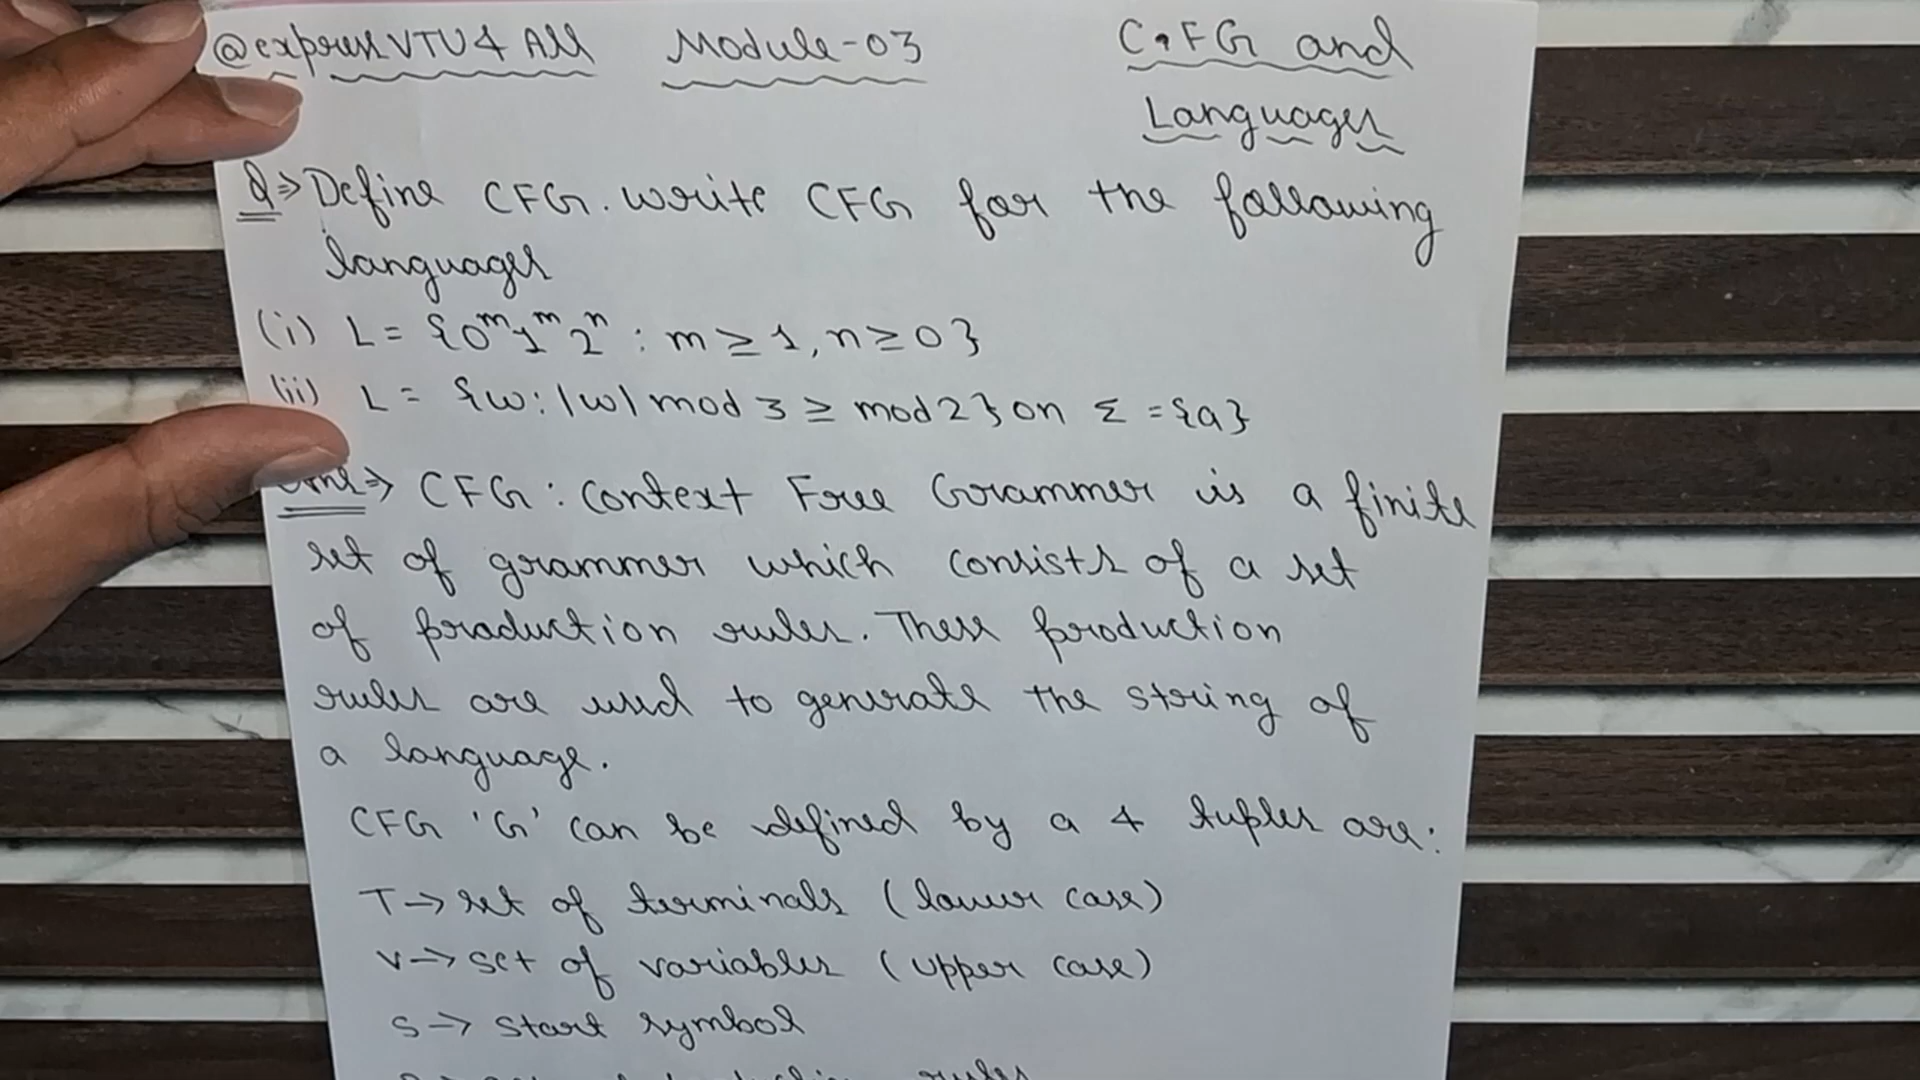 @expressVTU4All Module-03 C.F.G and
Languages
Q⇒ Define CFG. write CFG for the following
languages
(i) L = {0^m 1^m 2^n : m ≥ 1, n ≥ 0}
(ii) L = {w : |w| mod 3 ≥ mod 2} on Σ = {a}
Ans⇒ CFG : Context Free Grammer is a finite
set of grammer which consists of a set
of production rules. These production
rules are used to generate the string of
a language.
CFG 'G' can be defined by a 4 tuples are:
T → set of terminals (lower case)
V → set of variables (upper case)
S → start symbol
rules